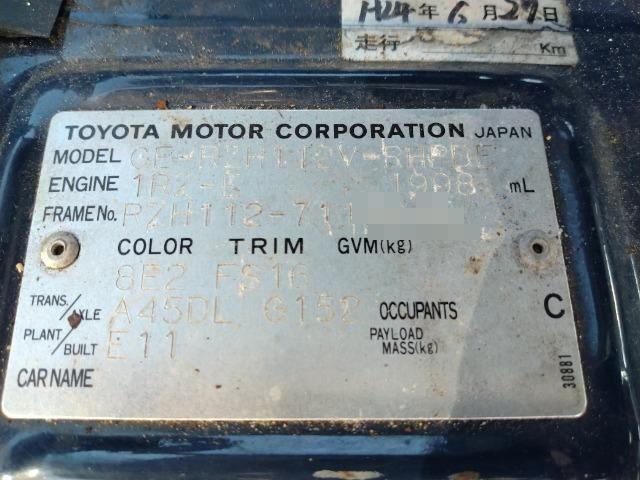 H24年6月27日
走行 Km
TOYOTA MOTOR CORPORATION JAPAN
MODEL GF-RZH112V-RHPDE
ENGINE 1RZ-E 1998 mL
FRAME No. RZH112-711
COLOR TRIM GVM(kg)
8E2 FS16
TRANS./AXLE A45DL G152 OCCUPANTS C
PLANT/BUILT E11 PAYLOAD MASS(kg)
CAR NAME
30881